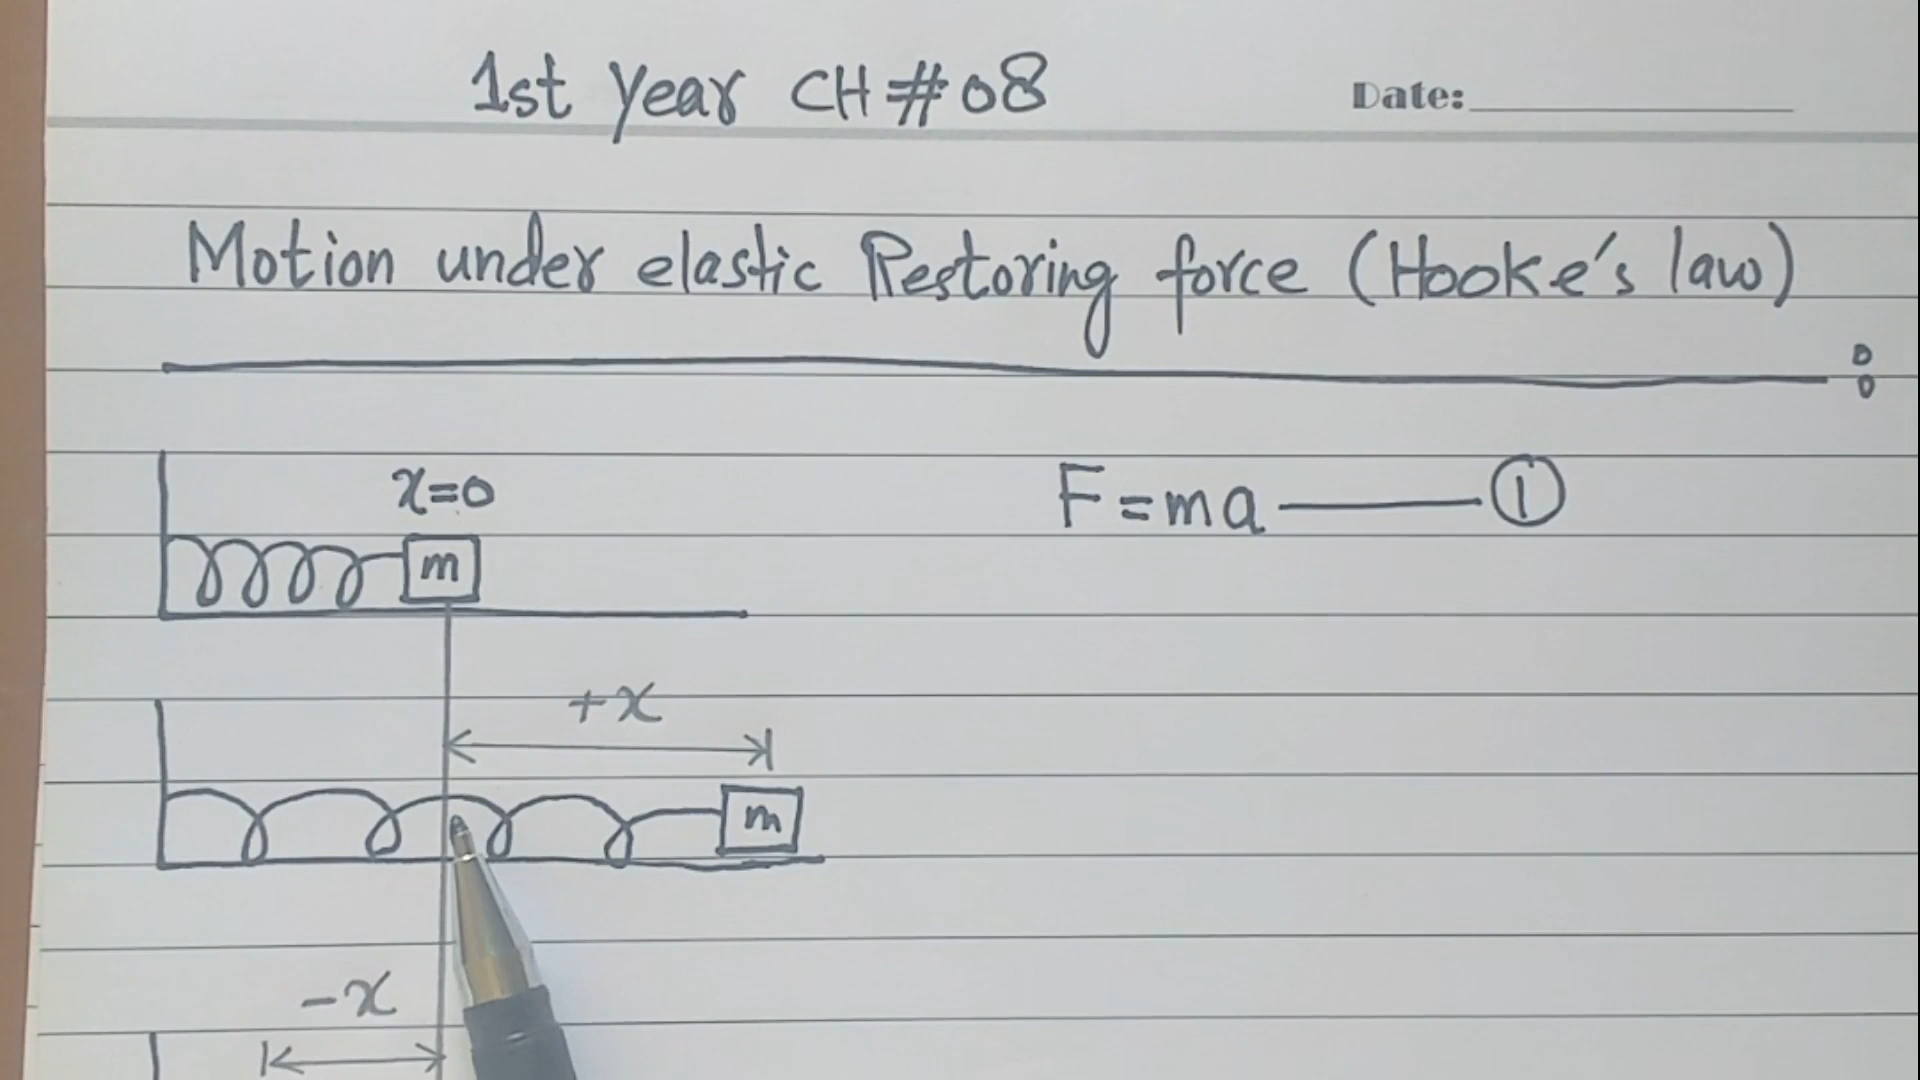 1st year CH#08
Date:
Motion under elastic Restoring force (Hooke's law)
x=0
F=ma — 1
m
+x
m
-x